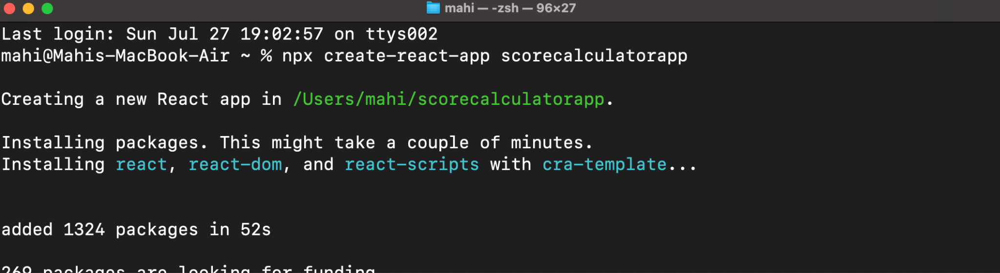 mahi — -zsh — 96×27
Last login: Sun Jul 27 19:02:57 on ttys002
mahi@Mahis-MacBook-Air ~ % npx create-react-app scorecalculatorapp
Creating a new React app in /Users/mahi/scorecalculatorapp.
Installing packages. This might take a couple of minutes.
Installing react, react-dom, and react-scripts with cra-template...
added 1324 packages in 52s
269 packages are looking for funding